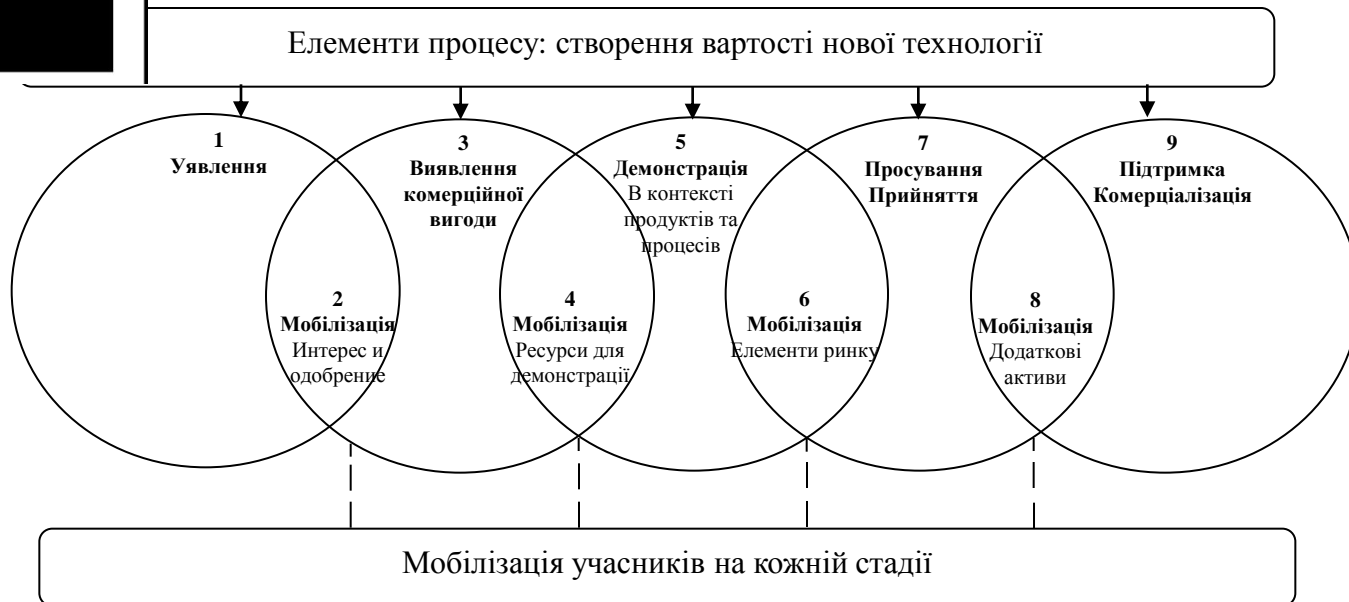 Елементи процесу: створення вартості нової технології
1
Уявлення
3
Виявлення
комерційної
вигоди
5
Демонстрація
В контексті
продуктів та
процесів
7
Просування
Прийняття
9
Підтримка
Комерціалізація
2
Мобілізація
Интерес и
одобрение
4
Мобілізація
Ресурси для
демонстрації
6
Мобілізація
Елементи ринку
8
Мобілізація
Додаткові
активи
Мобілізація учасників на кожній стадії